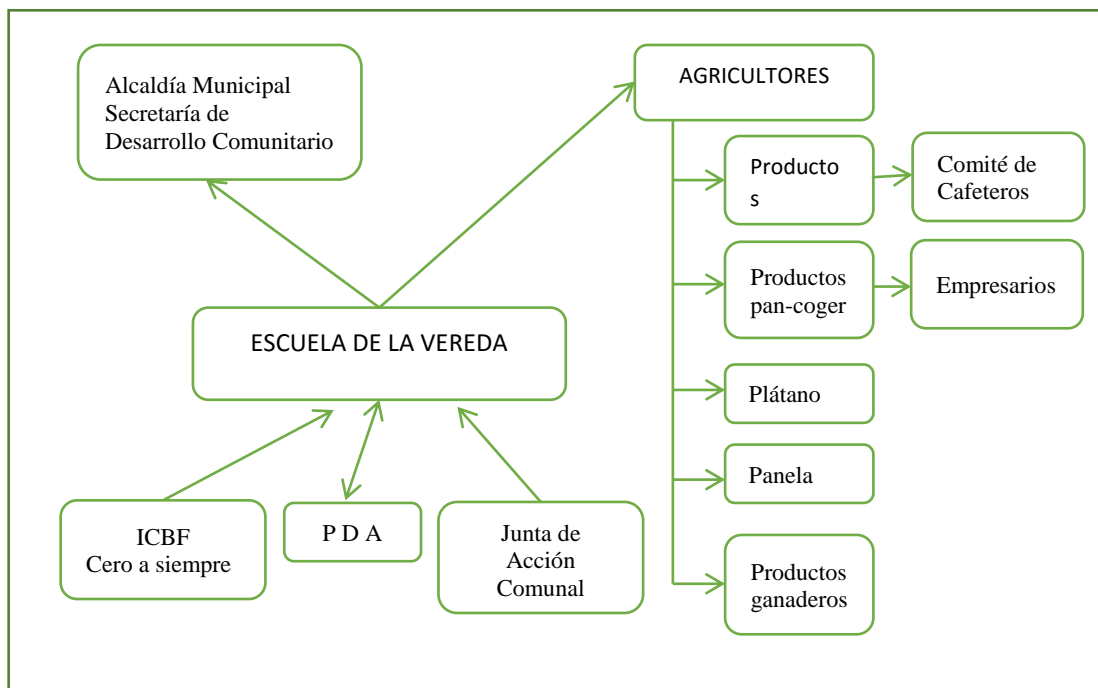 Alcaldía Municipal
Secretaría de
Desarrollo Comunitario
AGRICULTORES
Producto
s
Comité de
Cafeteros
Productos
pan-coger
Empresarios
ESCUELA DE LA VEREDA
Plátano
Panela
ICBF
Cero a siempre
P D A
Junta de
Acción
Comunal
Productos
ganaderos